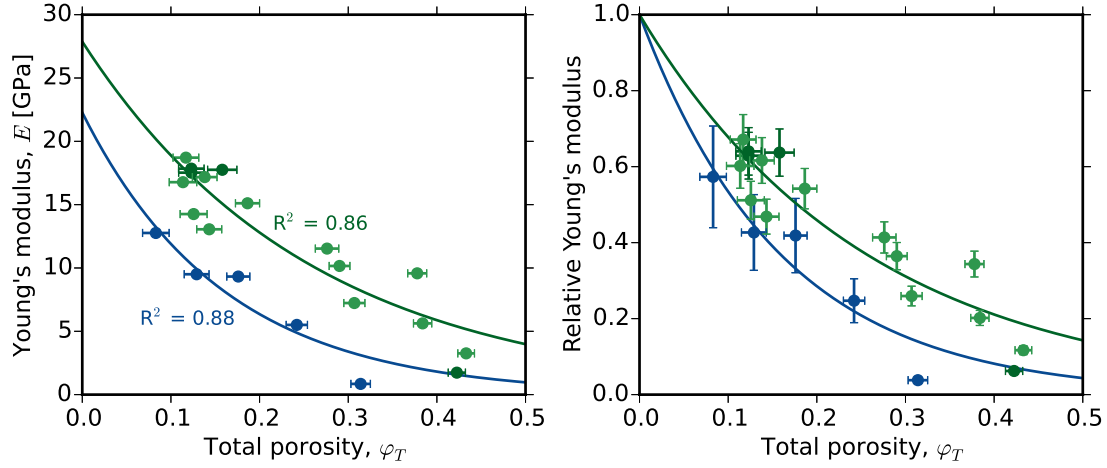 30
25
20
15
10
5
0
Young's modulus, E [GPa]
R² = 0.86
R² = 0.88
0.0 0.1 0.2 0.3 0.4 0.5
Total porosity, φ_T
1.0
0.8
0.6
0.4
0.2
0.0
Relative Young's modulus
0.0 0.1 0.2 0.3 0.4 0.5
Total porosity, φ_T